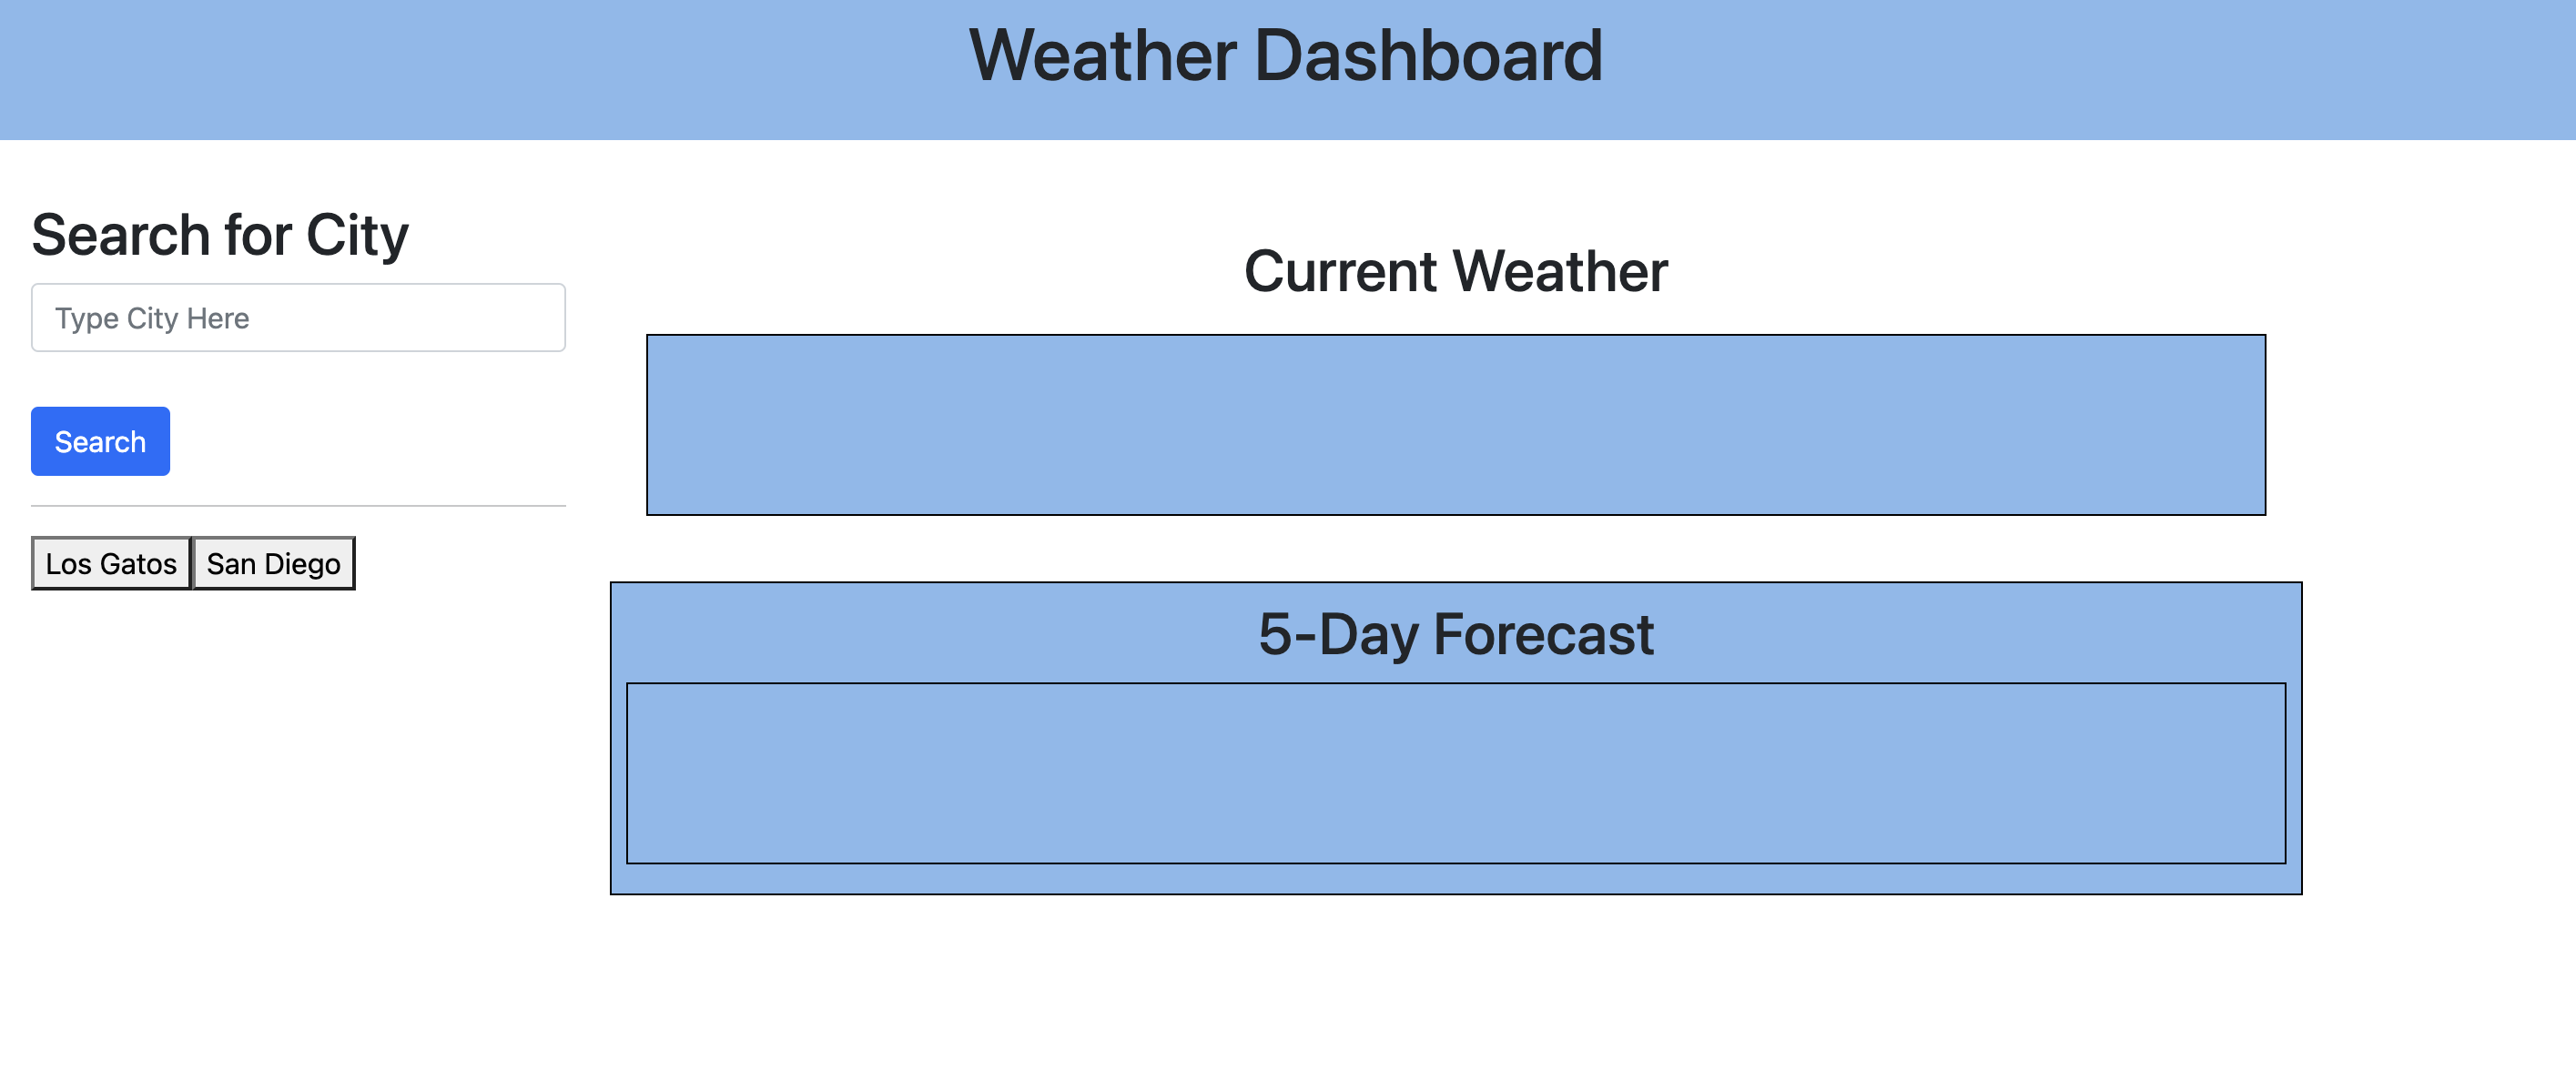 Weather Dashboard
Search for City
Type City Here
Search
Los Gatos San Diego
Current Weather
5-Day Forecast